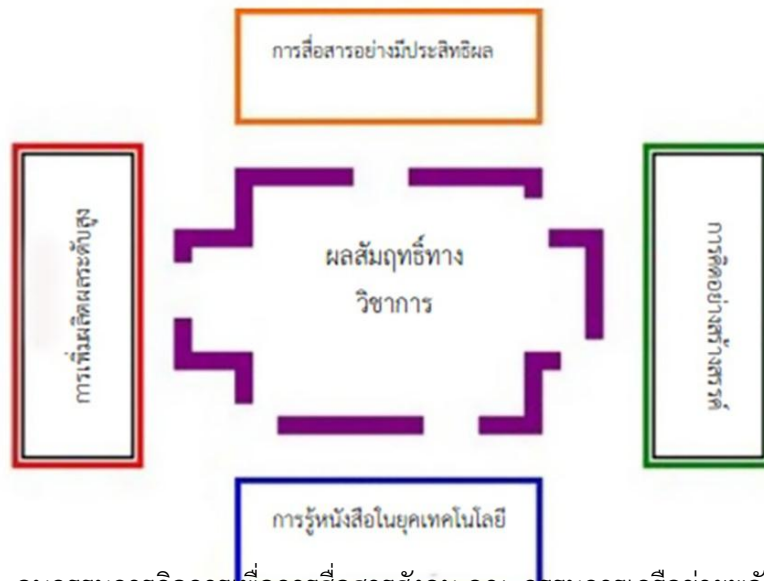 การสื่อสารอย่างมีประสิทธิผล
การเพิ่มผลิตผลระดับสูง
ผลสัมฤทธิ์ทาง
วิชาการ
การคิดอย่างสร้างสรรค์
การรู้หนังสือในยุคเทคโนโลยี